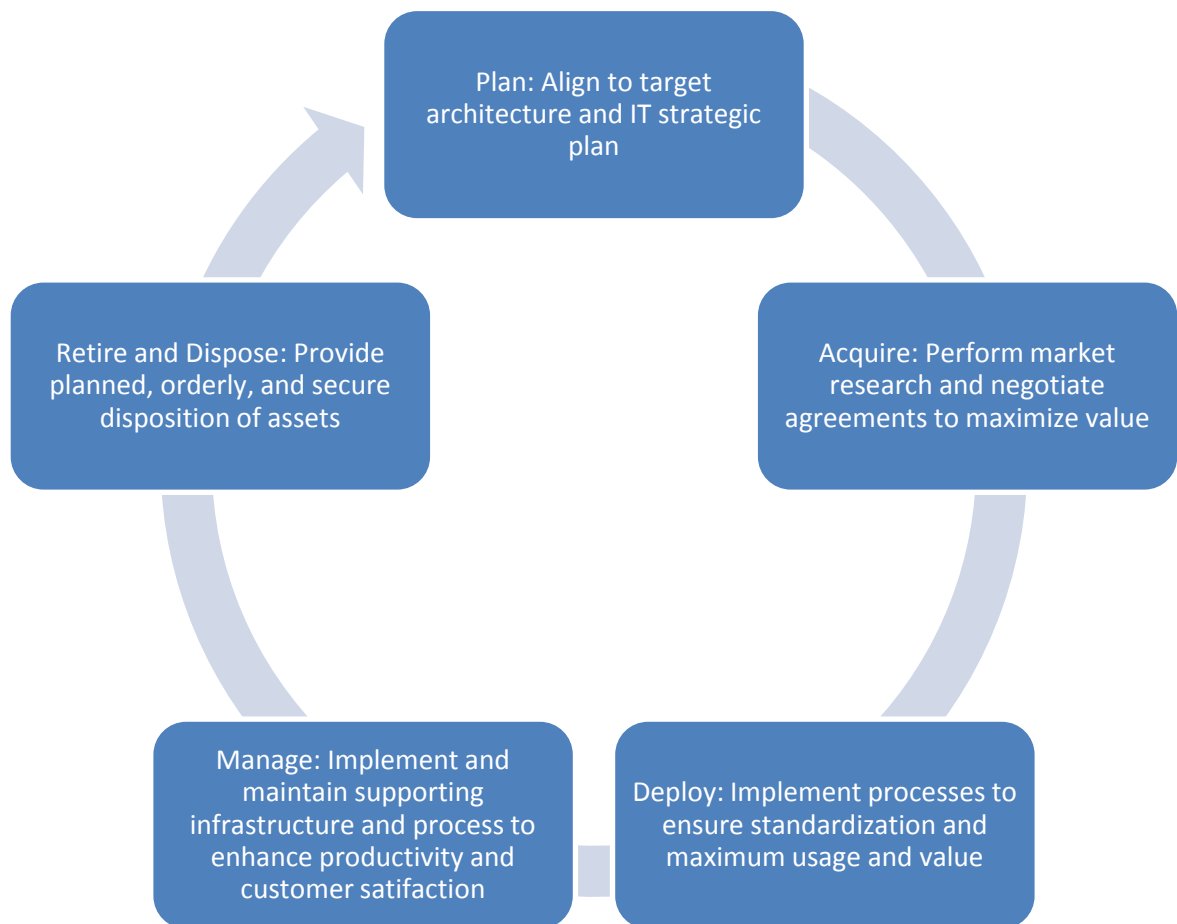 Plan: Align to target
architecture and IT strategic
plan
Acquire: Perform market
research and negotiate
agreements to maximize value
Deploy: Implement processes to
ensure standardization and
maximum usage and value
Manage: Implement and
maintain supporting
infrastructure and process to
enhance productivity and
customer satifaction
Retire and Dispose: Provide
planned, orderly, and secure
disposition of assets